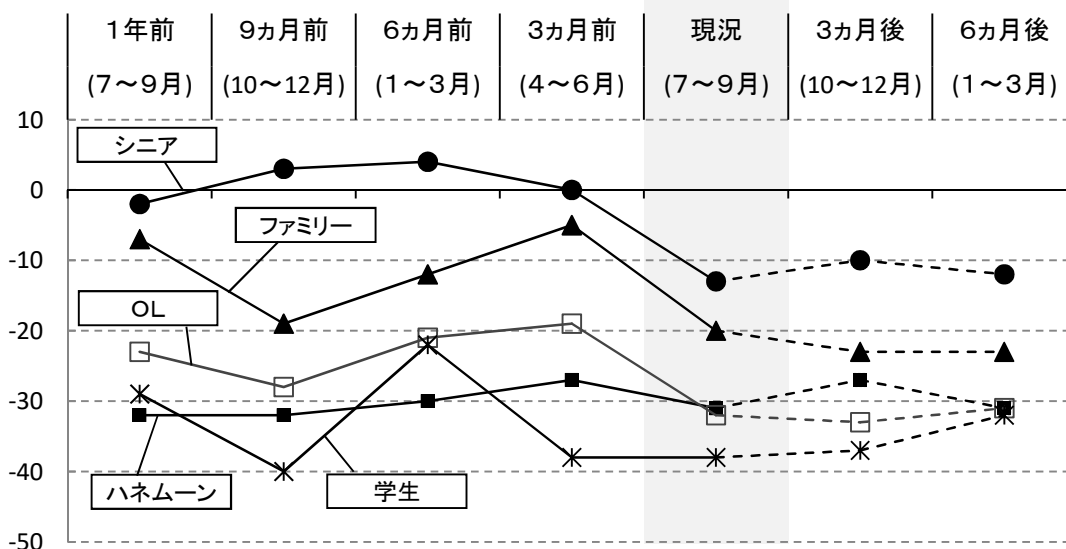 1年前
9ヵ月前
6ヵ月前
3ヵ月前
現況
3ヵ月後
6ヵ月後
(7～9月)
(10～12月)
(1～3月)
(4～6月)
(7～9月)
(10～12月)
(1～3月)
10
シニア
0
ファミリー
-10
OL
-20
-30
-40
ハネムーン
学生
-50